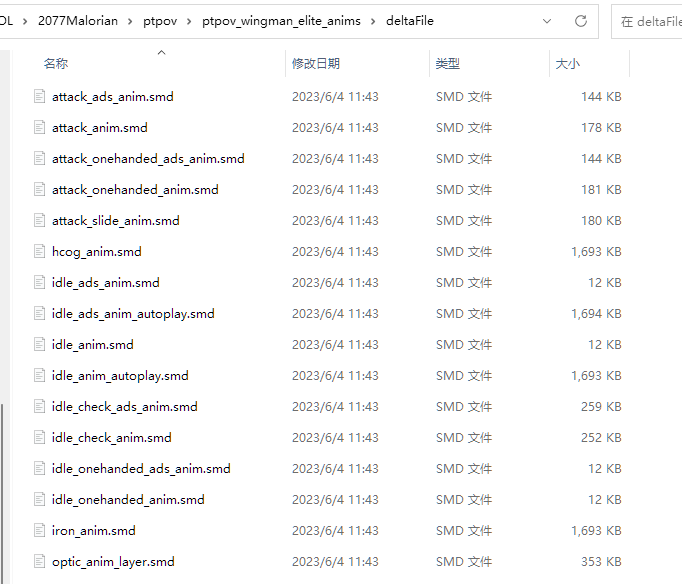 OL > 2077Malorian > ptpov > ptpov_wingman_elite_anims > deltaFile 在 deltaFile
名称 修改日期 类型 大小
attack_ads_anim.smd 2023/6/4 11:43 SMD 文件 144 KB
attack_anim.smd 2023/6/4 11:43 SMD 文件 178 KB
attack_onehanded_ads_anim.smd 2023/6/4 11:43 SMD 文件 144 KB
attack_onehanded_anim.smd 2023/6/4 11:43 SMD 文件 181 KB
attack_slide_anim.smd 2023/6/4 11:43 SMD 文件 180 KB
hcog_anim.smd 2023/6/4 11:43 SMD 文件 1,693 KB
idle_ads_anim.smd 2023/6/4 11:43 SMD 文件 12 KB
idle_ads_anim_autoplay.smd 2023/6/4 11:43 SMD 文件 1,694 KB
idle_anim.smd 2023/6/4 11:43 SMD 文件 12 KB
idle_anim_autoplay.smd 2023/6/4 11:43 SMD 文件 1,693 KB
idle_check_ads_anim.smd 2023/6/4 11:43 SMD 文件 259 KB
idle_check_anim.smd 2023/6/4 11:43 SMD 文件 252 KB
idle_onehanded_ads_anim.smd 2023/6/4 11:43 SMD 文件 12 KB
idle_onehanded_anim.smd 2023/6/4 11:43 SMD 文件 12 KB
iron_anim.smd 2023/6/4 11:43 SMD 文件 1,693 KB
optic_anim_layer.smd 2023/6/4 11:43 SMD 文件 353 KB